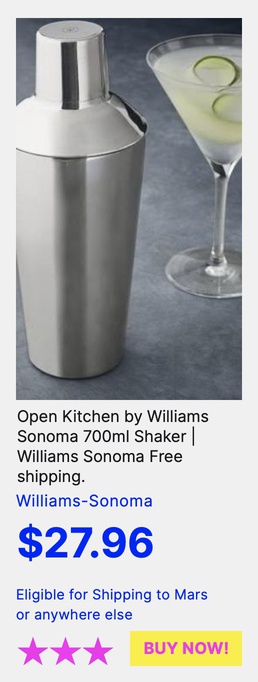 Open Kitchen by Williams
Sonoma 700ml Shaker |
Williams Sonoma Free
shipping.
Williams-Sonoma
$27.96
Eligible for Shipping to Mars
or anywhere else
BUY NOW!